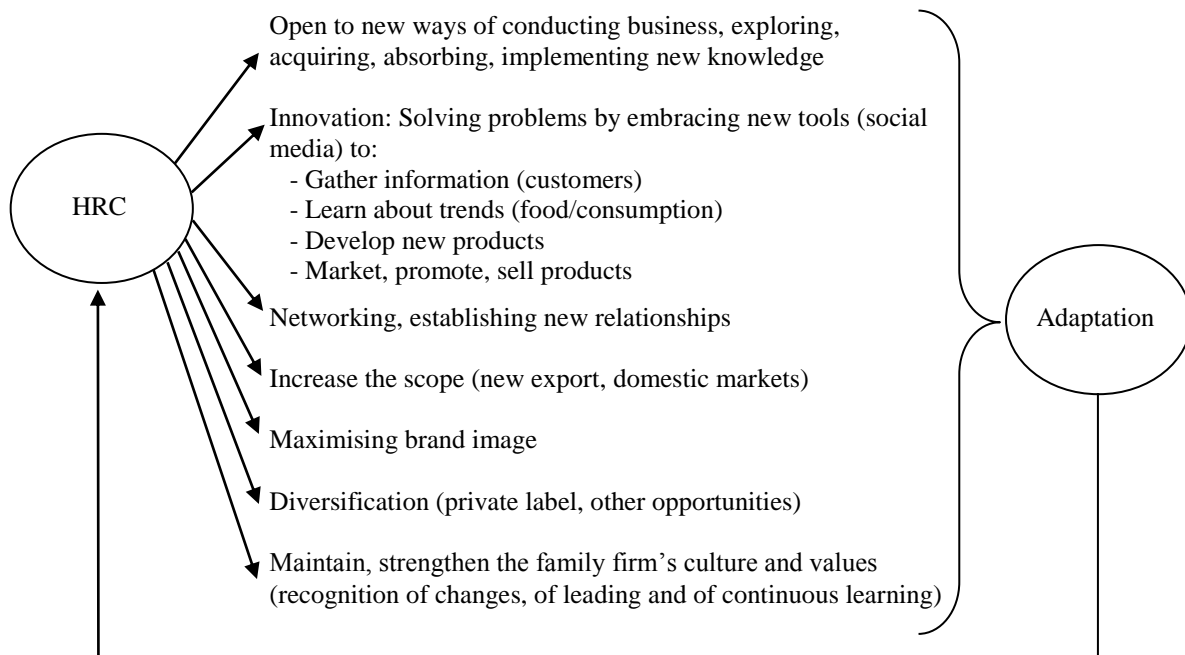 Open to new ways of conducting business, exploring,
acquiring, absorbing, implementing new knowledge
Innovation: Solving problems by embracing new tools (social
media) to:
- Gather information (customers)
- Learn about trends (food/consumption)
- Develop new products
- Market, promote, sell products
HRC
Networking, establishing new relationships
Adaptation
Increase the scope (new export, domestic markets)
Maximising brand image
Diversification (private label, other opportunities)
Maintain, strengthen the family firm’s culture and values
(recognition of changes, of leading and of continuous learning)